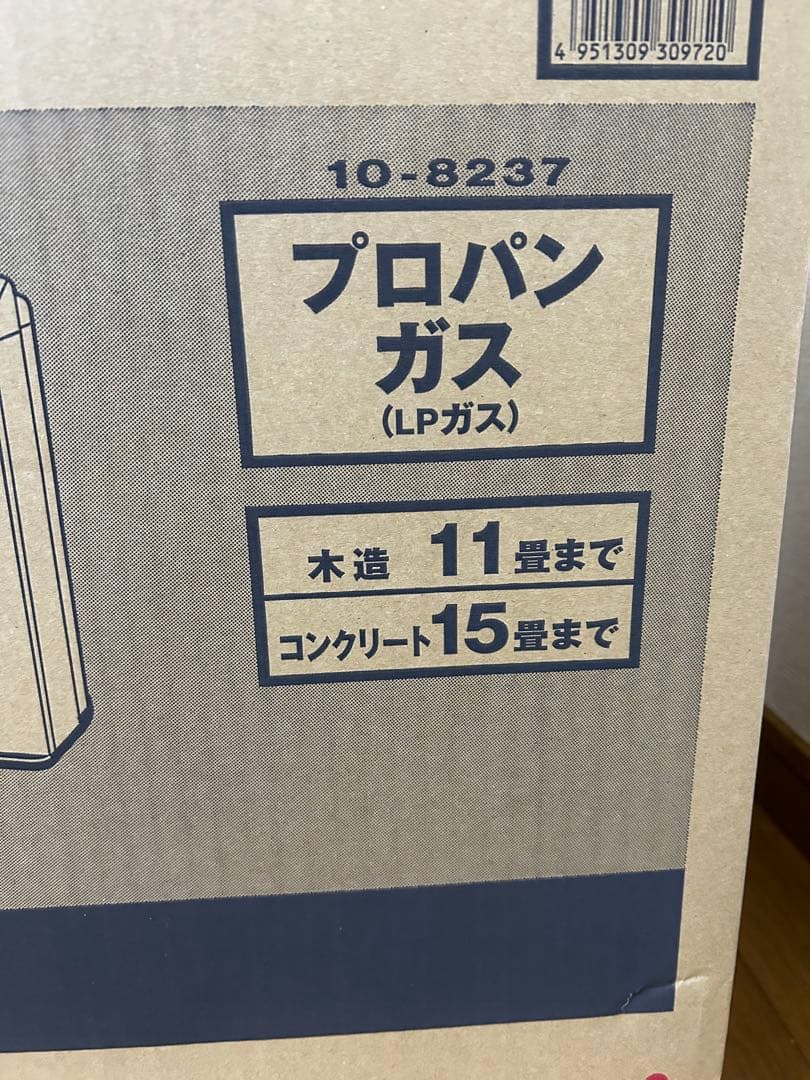 4 951309 309720
10-8237
プロパン
ガス
(LPガス)
木造 11畳まで
コンクリート15畳まで